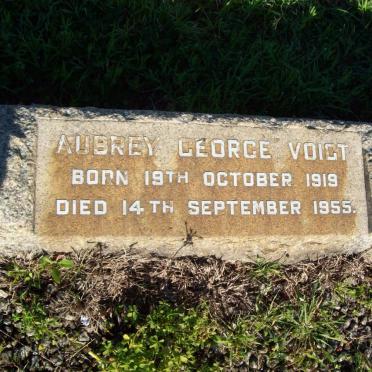 AUBREY GEORGE VOIGT
BORN 19TH OCTOBER 1919
DIED 14TH SEPTEMBER 1955.